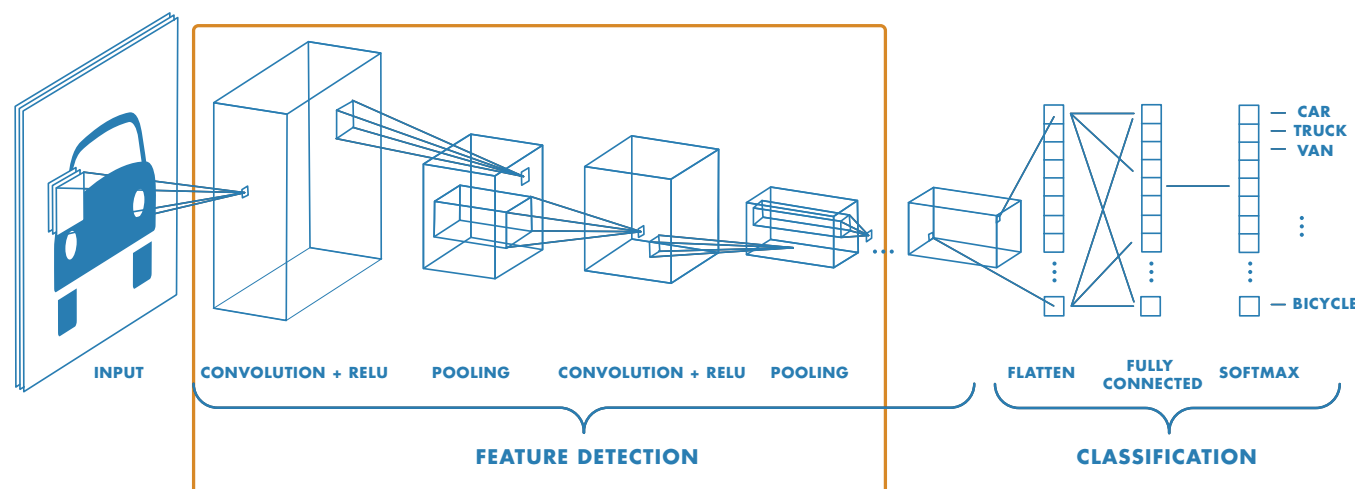 CAR
TRUCK
VAN
BICYCLE
INPUT
CONVOLUTION + RELU
POOLING
CONVOLUTION + RELU
POOLING
FLATTEN
FULLY
CONNECTED
SOFTMAX
FEATURE DETECTION
CLASSIFICATION